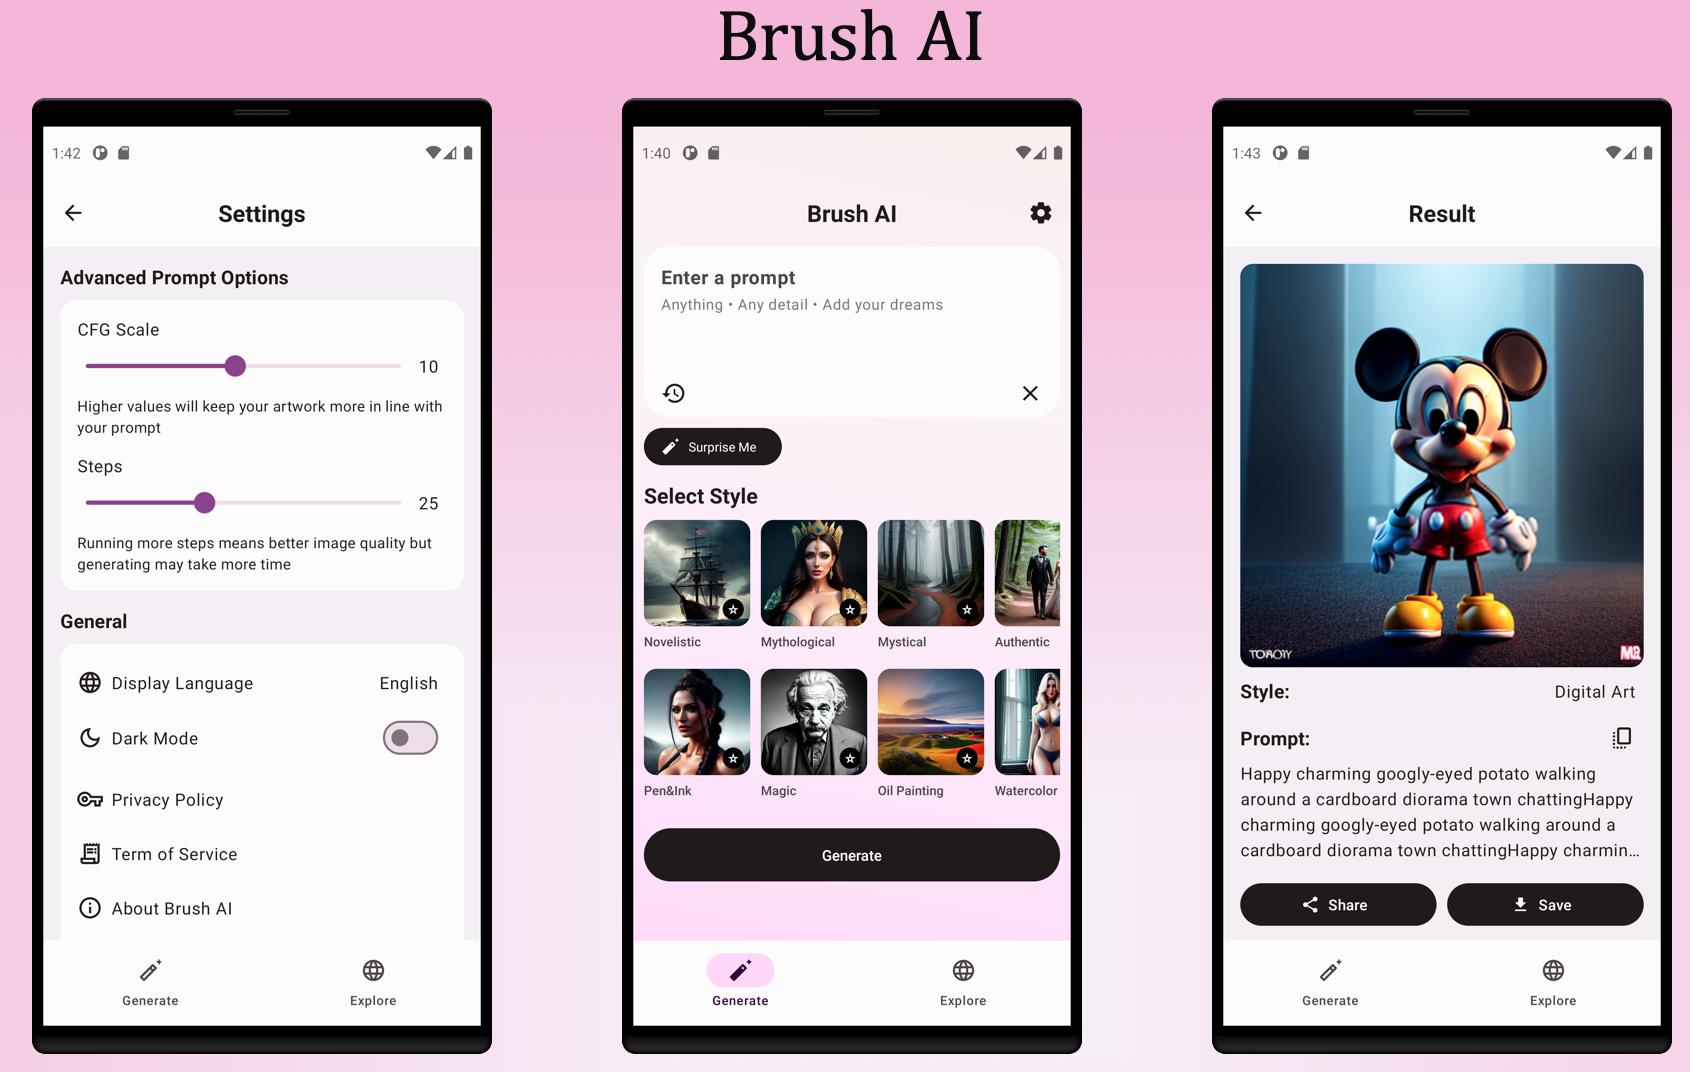 Brush AI
1:42
Settings
Advanced Prompt Options
CFG Scale
10
Higher values will keep your artwork more in line with
your prompt
Steps
25
Running more steps means better image quality but
generating may take more time
General
Display Language English
Dark Mode
Privacy Policy
Term of Service
About Brush AI
Generate Explore
1:40
Brush AI
Enter a prompt
Anything • Any detail • Add your dreams
Surprise Me
Select Style
Novelistic Mythological Mystical Authentic
Pen&Ink Magic Oil Painting Watercolor
Generate
Generate Explore
1:43
Result
Style: Digital Art
Prompt:
Happy charming googly-eyed potato walking
around a cardboard diorama town chattingHappy
charming googly-eyed potato walking around a
cardboard diorama town chattingHappy charmin...
Share Save
Generate Explore